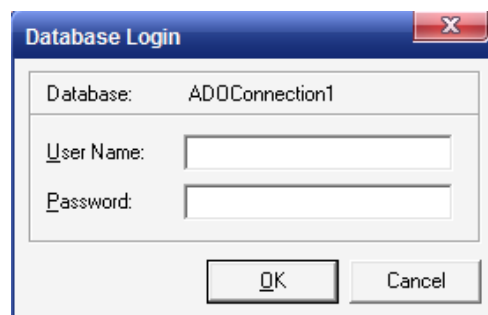 Database Login
Database: ADOConnection1
User Name:
Password:
OK Cancel